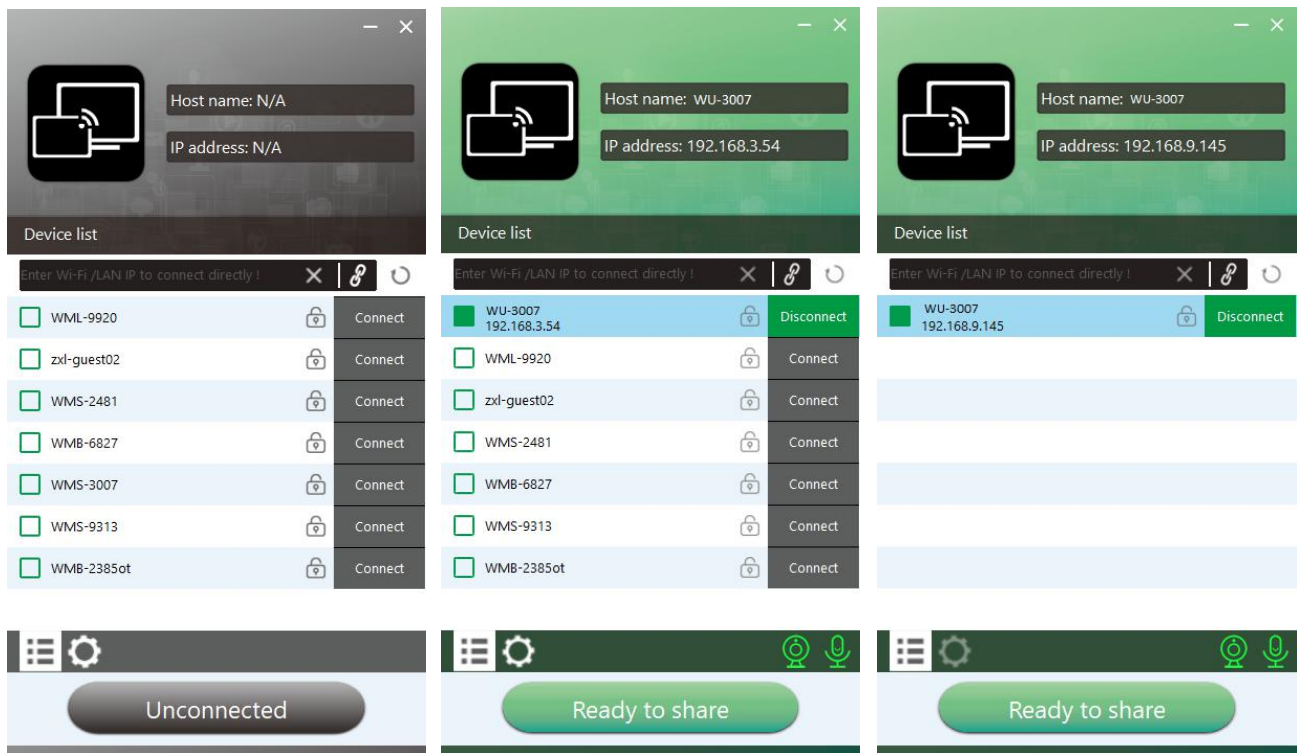 Host name: N/A
IP address: N/A
Device list
Enter Wi-Fi /LAN IP to connect directly !
WML-9920 Connect
zxl-guest02 Connect
WMS-2481 Connect
WMB-6827 Connect
WMS-3007 Connect
WMS-9313 Connect
WMB-2385ot Connect
Unconnected
Host name: WU-3007
IP address: 192.168.3.54
Device list
Enter Wi-Fi /LAN IP to connect directly !
WU-3007
192.168.3.54
Disconnect
WML-9920 Connect
zxl-guest02 Connect
WMS-2481 Connect
WMB-6827 Connect
WMS-9313 Connect
WMB-2385ot Connect
Ready to share
Host name: WU-3007
IP address: 192.168.9.145
Device list
Enter Wi-Fi /LAN IP to connect directly !
WU-3007
192.168.9.145
Disconnect
Ready to share